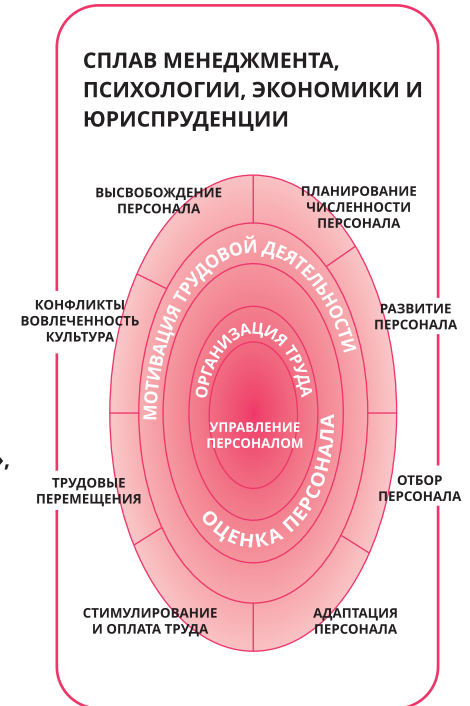 СПЛАВ МЕНЕДЖМЕНТА,
ПСИХОЛОГИИ, ЭКОНОМИКИ И
ЮРИСПРУДЕНЦИИ
ВЫСВОБОЖДЕНИЕ
ПЕРСОНАЛА
ПЛАНИРОВАНИЕ
ЧИСЛЕННОСТИ
ПЕРСОНАЛА
МОТИВАЦИЯ ТРУДОВОЙ ДЕЯТЕЛЬНОСТИ
КОНФЛИКТЫ
ВОВЛЕЧЕННОСТЬ
КУЛЬТУРА
РАЗВИТИЕ
ПЕРСОНАЛА
ОРГАНИЗАЦИЯ ТРУДА
УПРАВЛЕНИЕ
ПЕРСОНАЛОМ
ОЦЕНКА ПЕРСОНАЛА
»,
ТРУДОВЫЕ
ПЕРЕМЕЩЕНИЯ
ОТБОР
ПЕРСОНАЛА
СТИМУЛИРОВАНИЕ
И ОПЛАТА ТРУДА
АДАПТАЦИЯ
ПЕРСОНАЛА